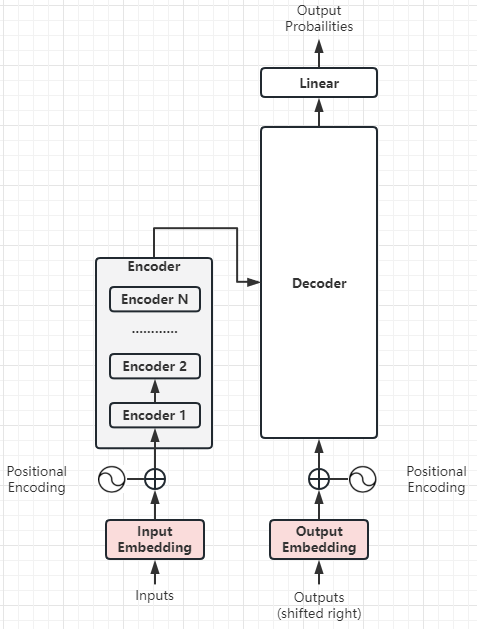 Output
Probailities
Linear
Decoder
Encoder
Encoder N
............
Encoder 2
Encoder 1
Positional
Encoding
Positional
Encoding
Input
Embedding
Output
Embedding
Inputs
Outputs
(shifted right)